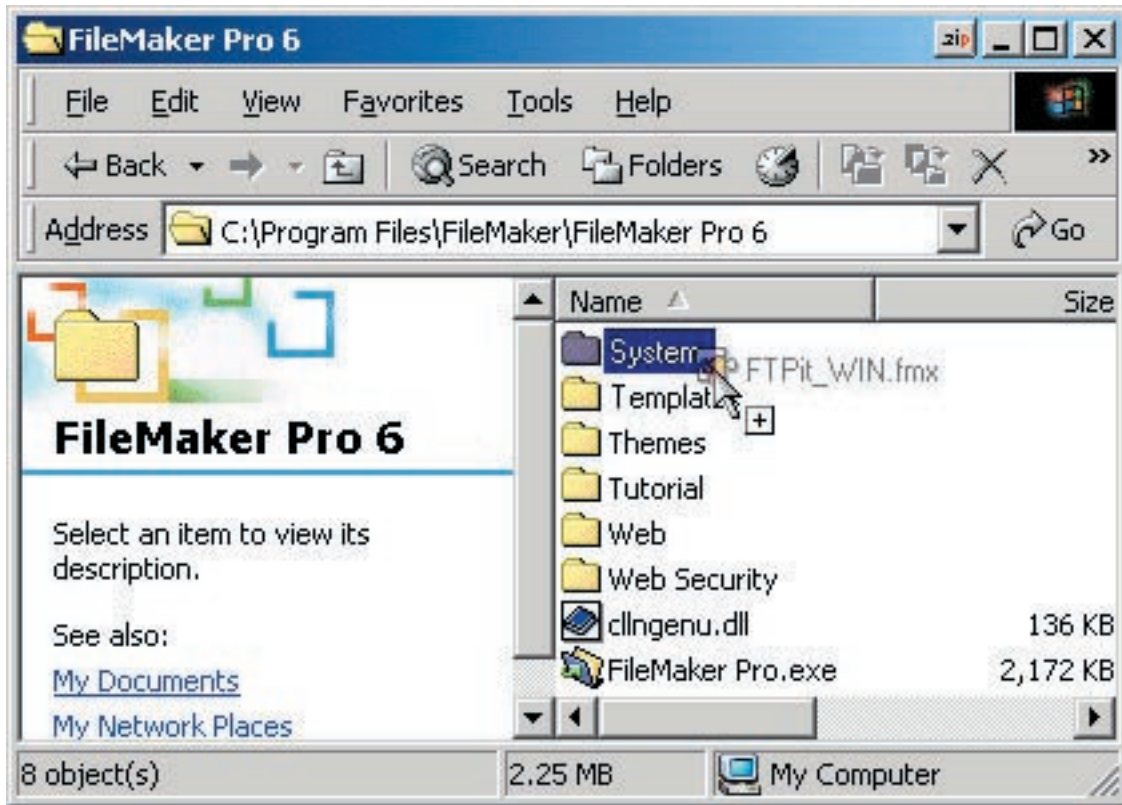 FileMaker Pro 6
zip
File Edit View Favorites Tools Help
Back Search Folders »
Address C:\Program Files\FileMaker\FileMaker Pro 6 Go
FileMaker Pro 6
Select an item to view its
description.
See also:
My Documents
My Network Places
Name Size
System
FTPit_WIN.fmx
Templat
Themes
Tutorial
Web
Web Security
cllngenu.dll 136 KB
FileMaker Pro.exe 2,172 KB
8 object(s) 2.25 MB My Computer